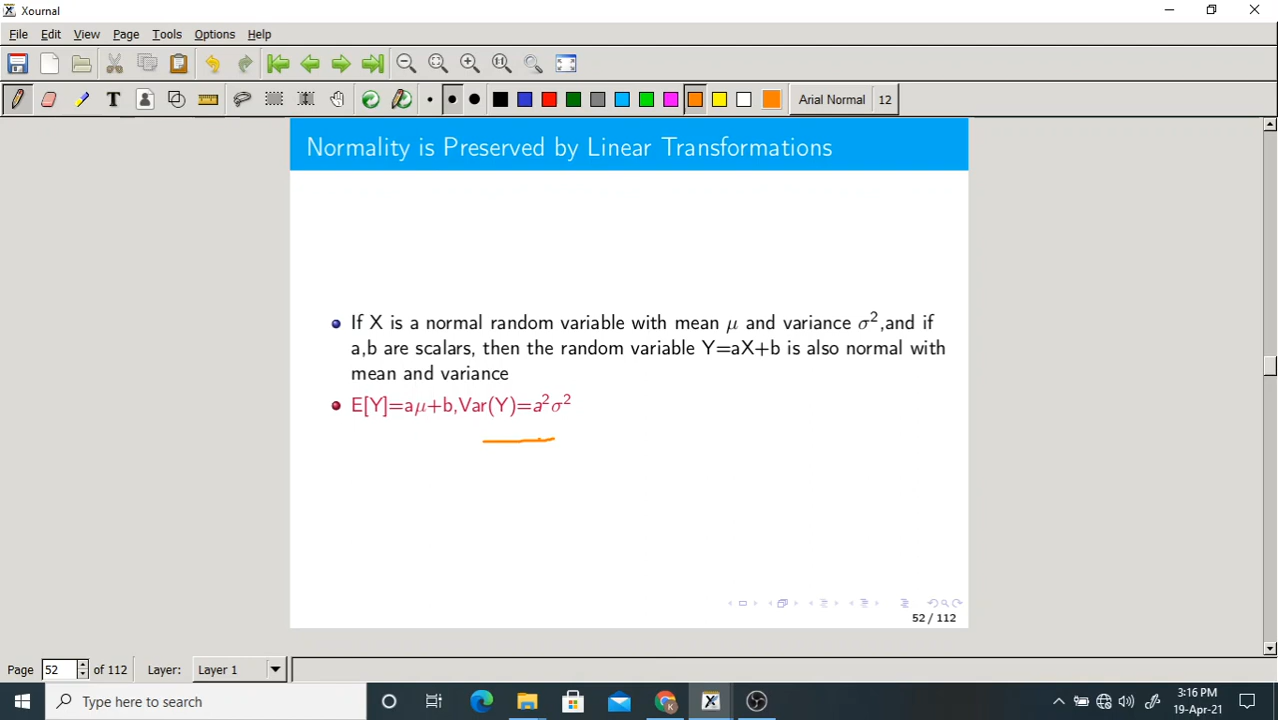 Xournal
File Edit View Page Tools Options Help
Arial Normal 12
Normality is Preserved by Linear Transformations
If X is a normal random variable with mean μ and variance σ²,and if
a,b are scalars, then the random variable Y=aX+b is also normal with
mean and variance
E[Y]=aμ+b,Var(Y)=a²σ²
52 / 112
Page 52 of 112 Layer: Layer 1
Type here to search
3:16 PM
19-Apr-21